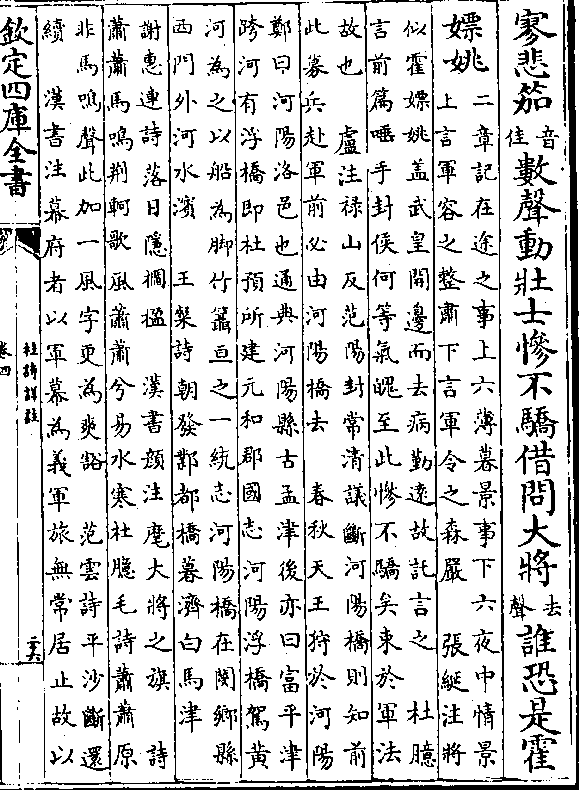 寥悲笳音佳數聲動壯士慘不驕借問大將去聲誰恐是霍
嫖姚
二章記在途之事上六薄暮景事下六夜中情景
上言軍容之整肅下言軍令之森嚴　張綖注將
似霍嫖姚盖武皇開邊而去病勤逺故託言之　杜臆
言前篇唾手封侯何等氣魄至此慘不驕矣束於軍法
故也　盧注禄山反范陽封常清議斷河陽橋則知前
此募兵赴軍前必由河陽橋去　春秋天王狩於河陽
鄭曰河陽洛邑也通典河陽縣古孟津後亦曰富平津
跨河有浮橋即杜預所建元和郡國志河陽浮橋駕黄
河為之以船為脚竹䉬亘之一統志河陽橋在閿鄉縣
西門外河水濱　王粲詩朝發鄴都橋暮濟白馬津
謝惠連詩落日隱櫩楹　漢書顔注麾大將之旗　詩
蕭蕭馬鳴荆軻歌風蕭蕭兮易水寒杜臆毛詩蕭蕭原
非馬鳴聲此加一風字更為爽豁　范雲詩平沙斷還
續　漢書注幕府者以軍幕為義軍旅無常居止故以
欽定四庫全書
杜詩詳註
卷四
二十六